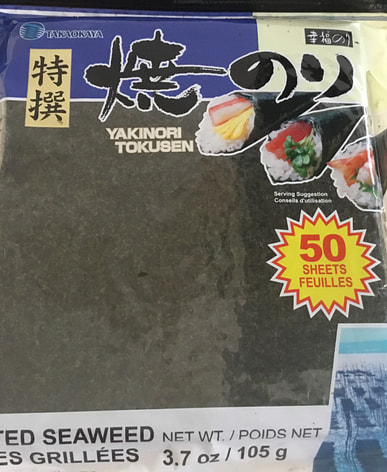 TAKAOKAYA
幸福のり
特撰
焼のり
YAKINORI
TOKUSEN
Serving Suggestion
Conseils d'utilisation
50
SHEETS
FEUILLES
TED SEAWEED NET WT. / POIDS NET
ES GRILLÉES 3.7 oz / 105 g